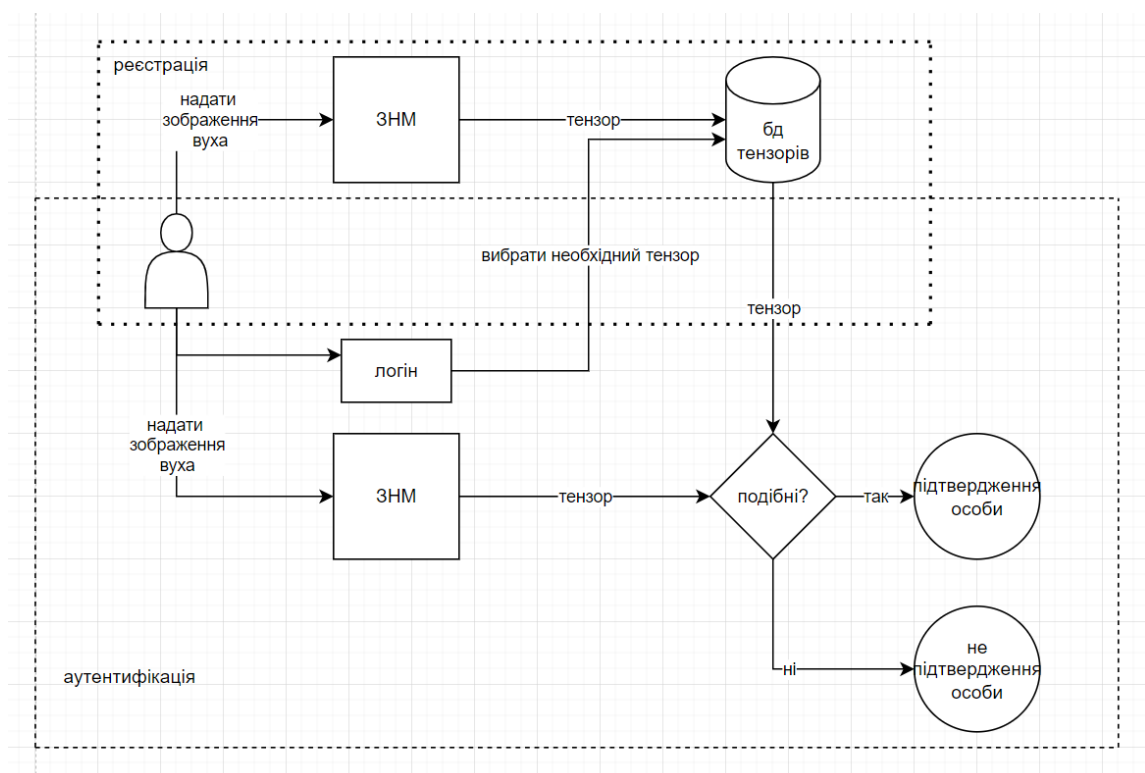 реєстрація
надати
зображення
вуха
ЗНМ
тензор
бд
тензорів
вибрати необхідний тензор
тензор
логін
надати
зображення
вуха
ЗНМ
тензор
подібні?
так
підтвердження
особи
ні
не
підтвердження
особи
аутентифікація